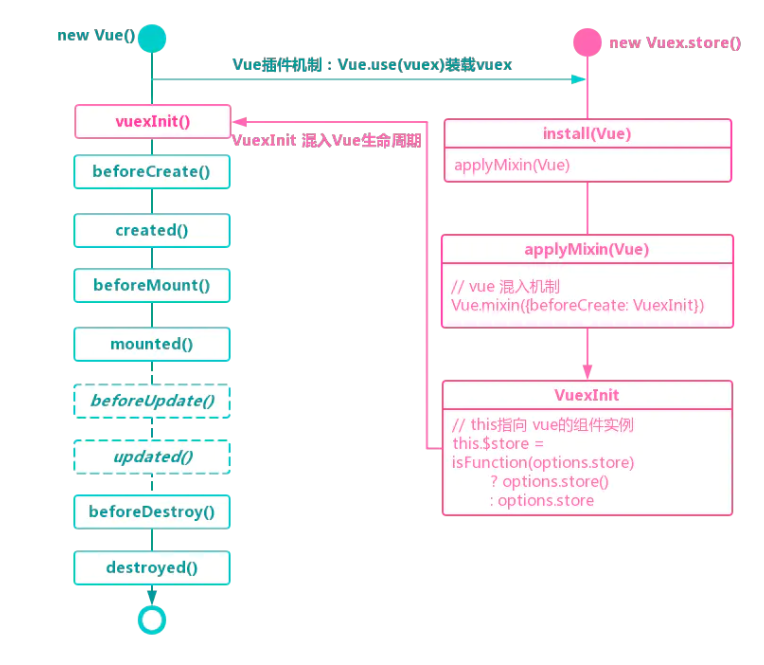 new Vue()
new Vuex.store()
Vue插件机制：Vue.use(vuex)装载vuex
vuexInit()
VuexInit 混入Vue生命周期
beforeCreate()
created()
beforeMount()
mounted()
beforeUpdate()
updated()
beforeDestroy()
destroyed()
install(Vue)
applyMixin(Vue)
applyMixin(Vue)
// vue 混入机制
Vue.mixin({beforeCreate: VuexInit})
VuexInit
// this指向 vue的组件实例
this.$store =
isFunction(options.store)
? options.store()
: options.store